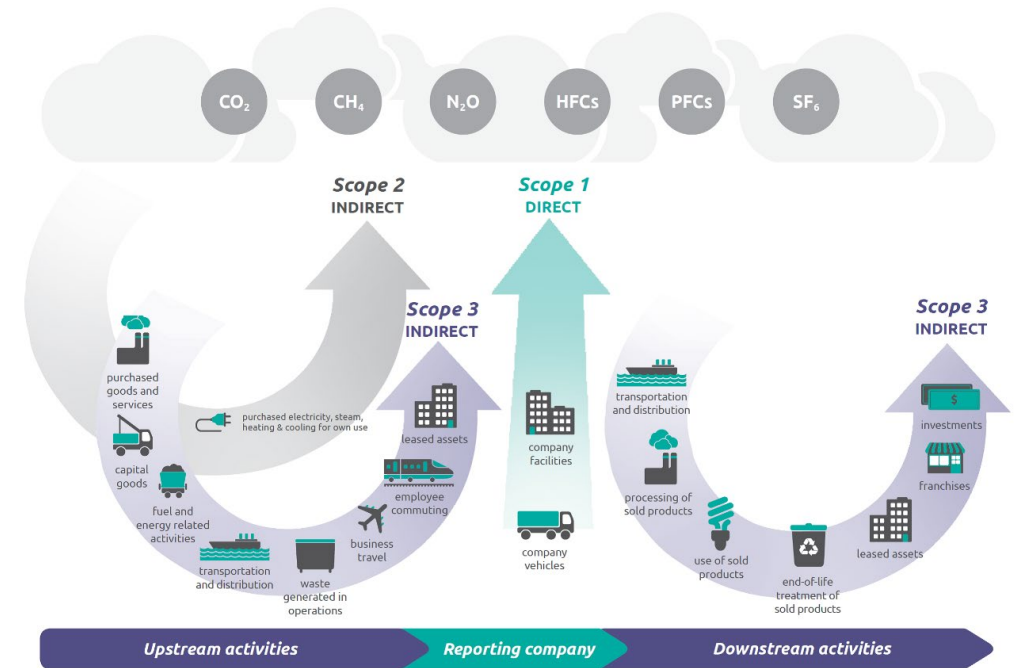 CO₂
CH₄
N₂O
HFCs
PFCs
SF₆
Scope 2
INDIRECT
Scope 1
DIRECT
Scope 3
INDIRECT
Scope 3
INDIRECT
purchased
goods and
services
capital
goods
fuel and
energy related
activities
purchased electricity, steam,
heating & cooling for own use
transportation
and distribution
waste
generated in
operations
business
travel
employee
commuting
leased assets
company
facilities
company
vehicles
transportation
and distribution
processing of
sold products
use of sold
products
end-of-life
treatment of
sold products
leased assets
franchises
$
investments
Upstream activities
Reporting company
Downstream activities